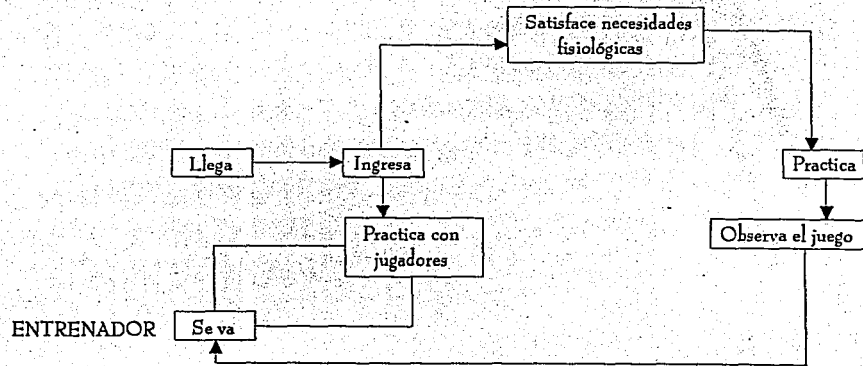 Satisface necesidades
fisiológicas
Llega
Ingresa
Practica
Practica con
jugadores
Observa el juego
ENTRENADOR
Se va